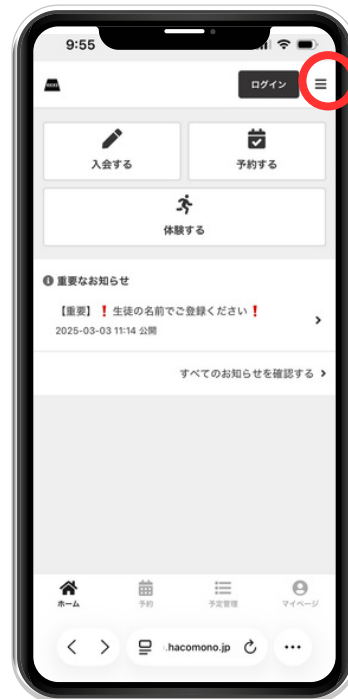 9:55
ログイン
入会する
予約する
体験する
重要なお知らせ
【重要】❗生徒の名前でご登録ください❗
2025-03-03 11:14 公開
すべてのお知らせを確認する
ホーム
予約
予定管理
マイページ
.hacomono.jp